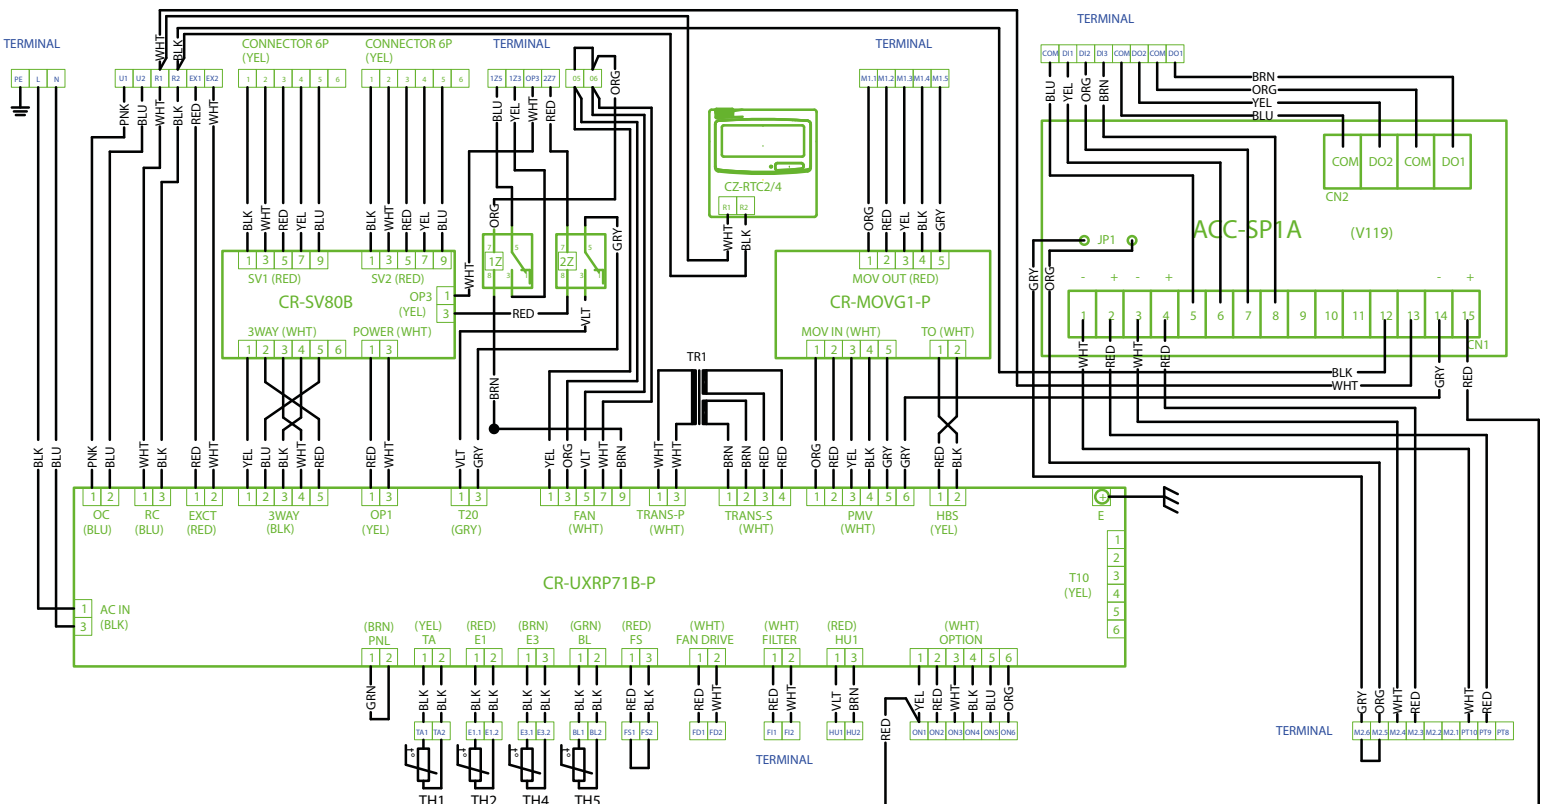 TERMINAL
CONNECTOR 6P
(YEL)
CONNECTOR 6P
(YEL)
TERMINAL
TERMINAL
TERMINAL
PE L N
U1 U2 R1 R2 EX1 EX2
1 2 3 4 5 6
1 2 3 4 5 6
1Z5 1Z3 OP3 2Z7
05 06
M1.1 M1.2 M1.3 M1.4 M1.5
COM DI1 DI2 DI3 COM DO2 COM DO1
WHT BLK
PNK BLU WHT BLK RED WHT
BLU YEL WHT RED
ORG
BLU YEL ORG BRN
BRN
ORG
YEL
BLU
COM DO2 COM DO1
CN2
CZ-RTC2/4
R1 R2
WHT BLK
BLK WHT RED YEL BLU
BLK WHT RED YEL BLU
ORG
GRY
ORG RED YEL BLK GRY
ACC-SP1A
(V119)
JP1
GRY ORG
- + - + - +
1 2 3 4 5 6 7 8 9 10 11 12 13 14 15
CN1
1 3 5 7 9
SV1 (RED)
1 3 5 7 9
SV2 (RED)
CR-SV80B
OP3
(YEL)
1
3
WHT
RED
3WAY (WHT)
1 2 3 4 5 6
POWER (WHT)
1 3
7 5
1Z
8 3 1
7 5
2Z
8 3 1
VLT
1 2 3 4 5
MOV OUT (RED)
CR-MOVG1-P
MOV IN (WHT)
1 2 3 4 5
TO (WHT)
1 2
TR1
WHT RED WHT RED
BLK
WHT
GRY RED
BRN
BLK BLU
PNK BLU WHT BLK RED WHT
YEL BLU BLK WHT RED
RED WHT
VLT GRY
YEL ORG VLT WHT BRN
WHT WHT
BRN BRN RED RED
ORG RED YEL BLK GRY GRY
RED BLK
1 2
OC
(BLU)
1 3
RC
(BLU)
1 2
EXCT
(RED)
1 2 3 4 5
3WAY
(BLK)
1 3
OP1
(YEL)
1 3
T20
(GRY)
1 3 5 7 9
FAN
(WHT)
1 3
TRANS-P
(WHT)
1 2 3 4
TRANS-S
(WHT)
1 2 3 4 5 6
PMV
(WHT)
1 2
HBS
(YEL)
E
1
2
3
4
5
6
T10
(YEL)
CR-UXRP71B-P
1
3
AC IN
(BLK)
(BRN)
PNL
1 2
(YEL)
TA
1 2
(RED)
E1
1 2
(BRN)
E3
1 3
(GRN)
BL
1 2
(RED)
FS
1 3
(WHT)
FAN DRIVE
1 2
(WHT)
FILTER
1 2
(RED)
HU1
1 3
(WHT)
OPTION
1 2 3 4 5 6
GRN
BLK BLK
BLK BLK
BLK BLK
BLK BLK
RED BLK
RED WHT
RED WHT
VLT BRN
RED
YEL RED WHT BLK BLU ORG
GRY ORG WHT RED WHT RED
TA1 TA2
E1.1 E1.2
E3.1 E3.2
BL1 BL2
FS1 FS2
FD1 FD2
FI1 FI2
HU1 HU2
ON1 ON2 ON3 ON4 ON5 ON6
TERMINAL
M2.6 M2.5 M2.4 M2.3 M2.2 M2.1 PT10 PT9 PT8
TERMINAL
TH1 TH2 TH4 TH5